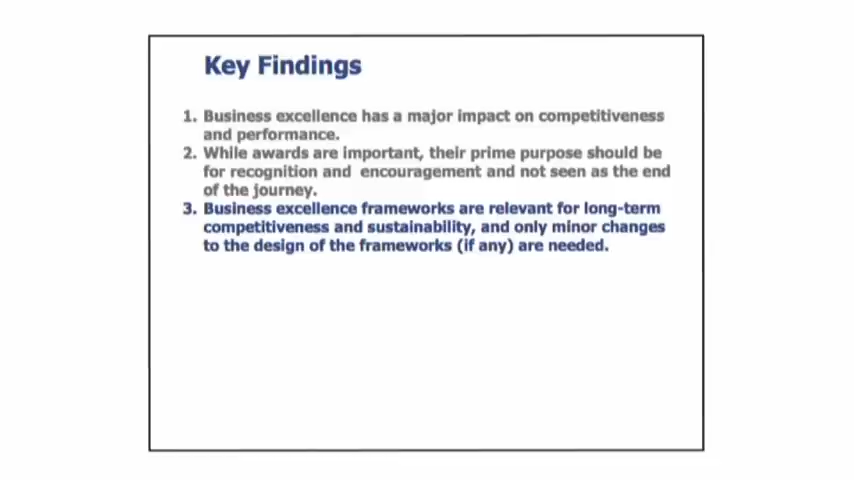 Key Findings
1. Business excellence has a major impact on competitiveness
and performance.
2. While awards are important, their prime purpose should be
for recognition and encouragement and not seen as the end
of the journey.
3. Business excellence frameworks are relevant for long-term
competitiveness and sustainability, and only minor changes
to the design of the frameworks (if any) are needed.